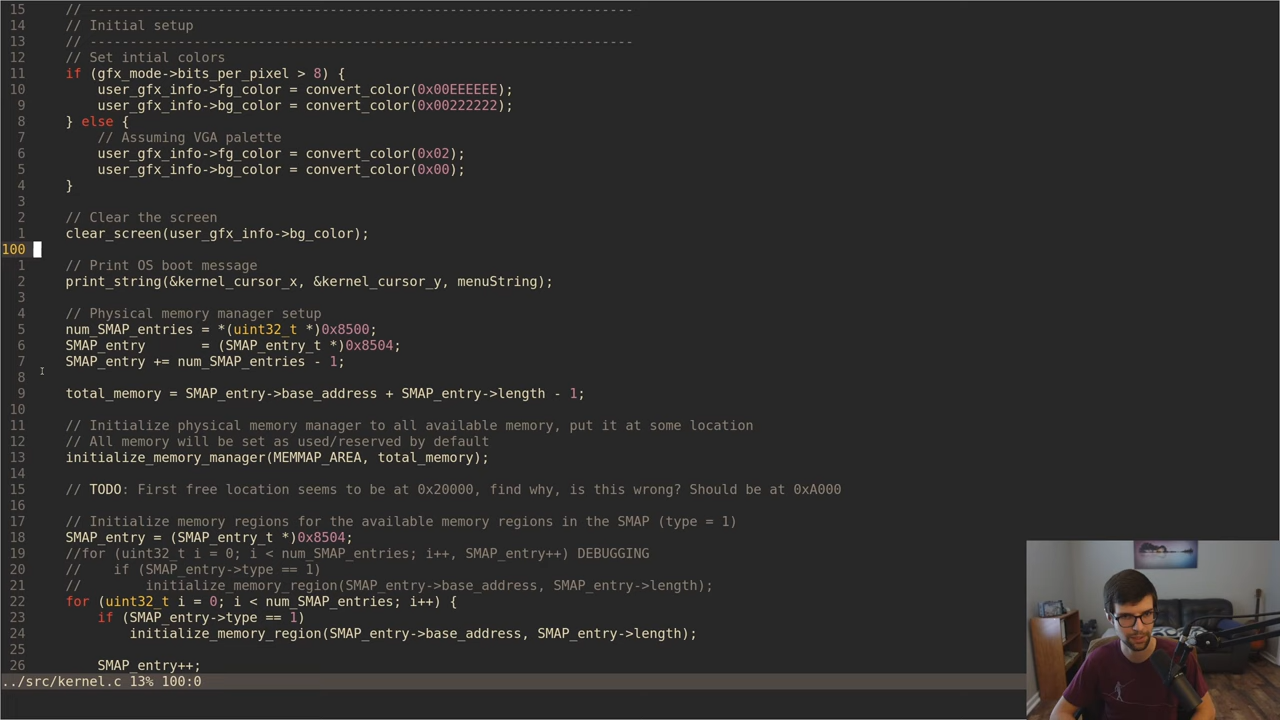 15 // --------------------------------------------------------------------
14 // Initial setup
13 // --------------------------------------------------------------------
12 // Set intial colors
11 if (gfx_mode->bits_per_pixel > 8) {
10 user_gfx_info->fg_color = convert_color(0x00EEEEEE);
9 user_gfx_info->bg_color = convert_color(0x00222222);
8 } else {
7 // Assuming VGA palette
6 user_gfx_info->fg_color = convert_color(0x02);
5 user_gfx_info->bg_color = convert_color(0x00);
4 }
3
2 // Clear the screen
1 clear_screen(user_gfx_info->bg_color);
100
1 // Print OS boot message
2 print_string(&kernel_cursor_x, &kernel_cursor_y, menuString);
3
4 // Physical memory manager setup
5 num_SMAP_entries = *(uint32_t *)0x8500;
6 SMAP_entry       = (SMAP_entry_t *)0x8504;
7 SMAP_entry += num_SMAP_entries - 1;
8
9 total_memory = SMAP_entry->base_address + SMAP_entry->length - 1;
10
11 // Initialize physical memory manager to all available memory, put it at some location
12 // All memory will be set as used/reserved by default
13 initialize_memory_manager(MEMMAP_AREA, total_memory);
14
15 // TODO: First free location seems to be at 0x20000, find why, is this wrong? Should be at 0xA000
16
17 // Initialize memory regions for the available memory regions in the SMAP (type = 1)
18 SMAP_entry = (SMAP_entry_t *)0x8504;
19 //for (uint32_t i = 0; i < num_SMAP_entries; i++, SMAP_entry++) DEBUGGING
20 //    if (SMAP_entry->type == 1)
21 //        initialize_memory_region(SMAP_entry->base_address, SMAP_entry->length);
22 for (uint32_t i = 0; i < num_SMAP_entries; i++) {
23 if (SMAP_entry->type == 1)
24 initialize_memory_region(SMAP_entry->base_address, SMAP_entry->length);
25
26 SMAP_entry++;
../src/kernel.c 13% 100:0